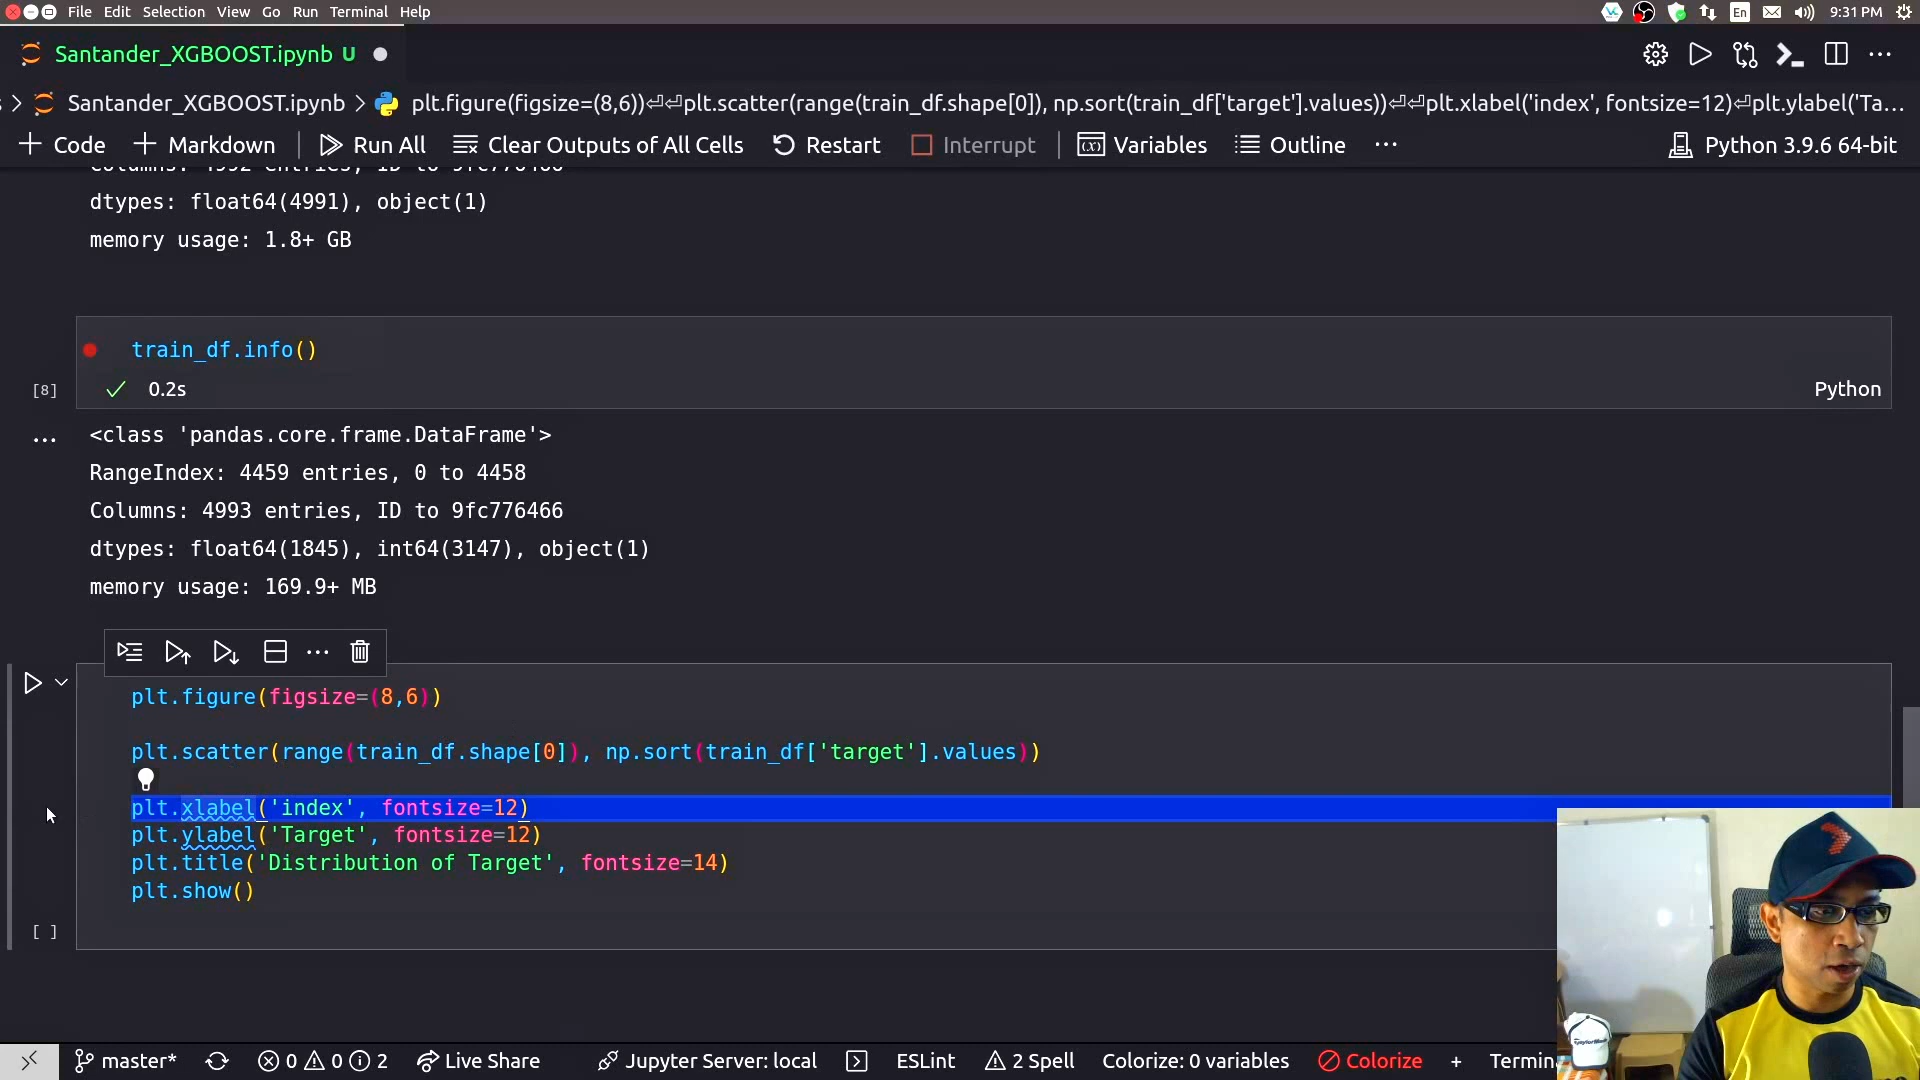 File Edit Selection View Go Run Terminal Help
En 9:31 PM
Santander_XGBOOST.ipynb U
Santander_XGBOOST.ipynb > plt.figure(figsize=(8,6))⏎⏎plt.scatter(range(train_df.shape[0]), np.sort(train_df['target'].values))⏎⏎plt.xlabel('index', fontsize=12)⏎plt.ylabel('Ta...
+ Code + Markdown Run All Clear Outputs of All Cells Restart Interrupt Variables Outline ... Python 3.9.6 64-bit
Columns: 4992 entries, ID to 9fc776466
dtypes: float64(4991), object(1)
memory usage: 1.8+ GB
train_df.info()
[8] 0.2s Python
... <class 'pandas.core.frame.DataFrame'>
RangeIndex: 4459 entries, 0 to 4458
Columns: 4993 entries, ID to 9fc776466
dtypes: float64(1845), int64(3147), object(1)
memory usage: 169.9+ MB
plt.figure(figsize=(8,6))
plt.scatter(range(train_df.shape[0]), np.sort(train_df['target'].values))
plt.xlabel('index', fontsize=12)
plt.ylabel('Target', fontsize=12)
plt.title('Distribution of Target', fontsize=14)
plt.show()
[ ]
master* 0 0 2 Live Share Jupyter Server: local ESLint 2 Spell Colorize: 0 variables Colorize + Termin